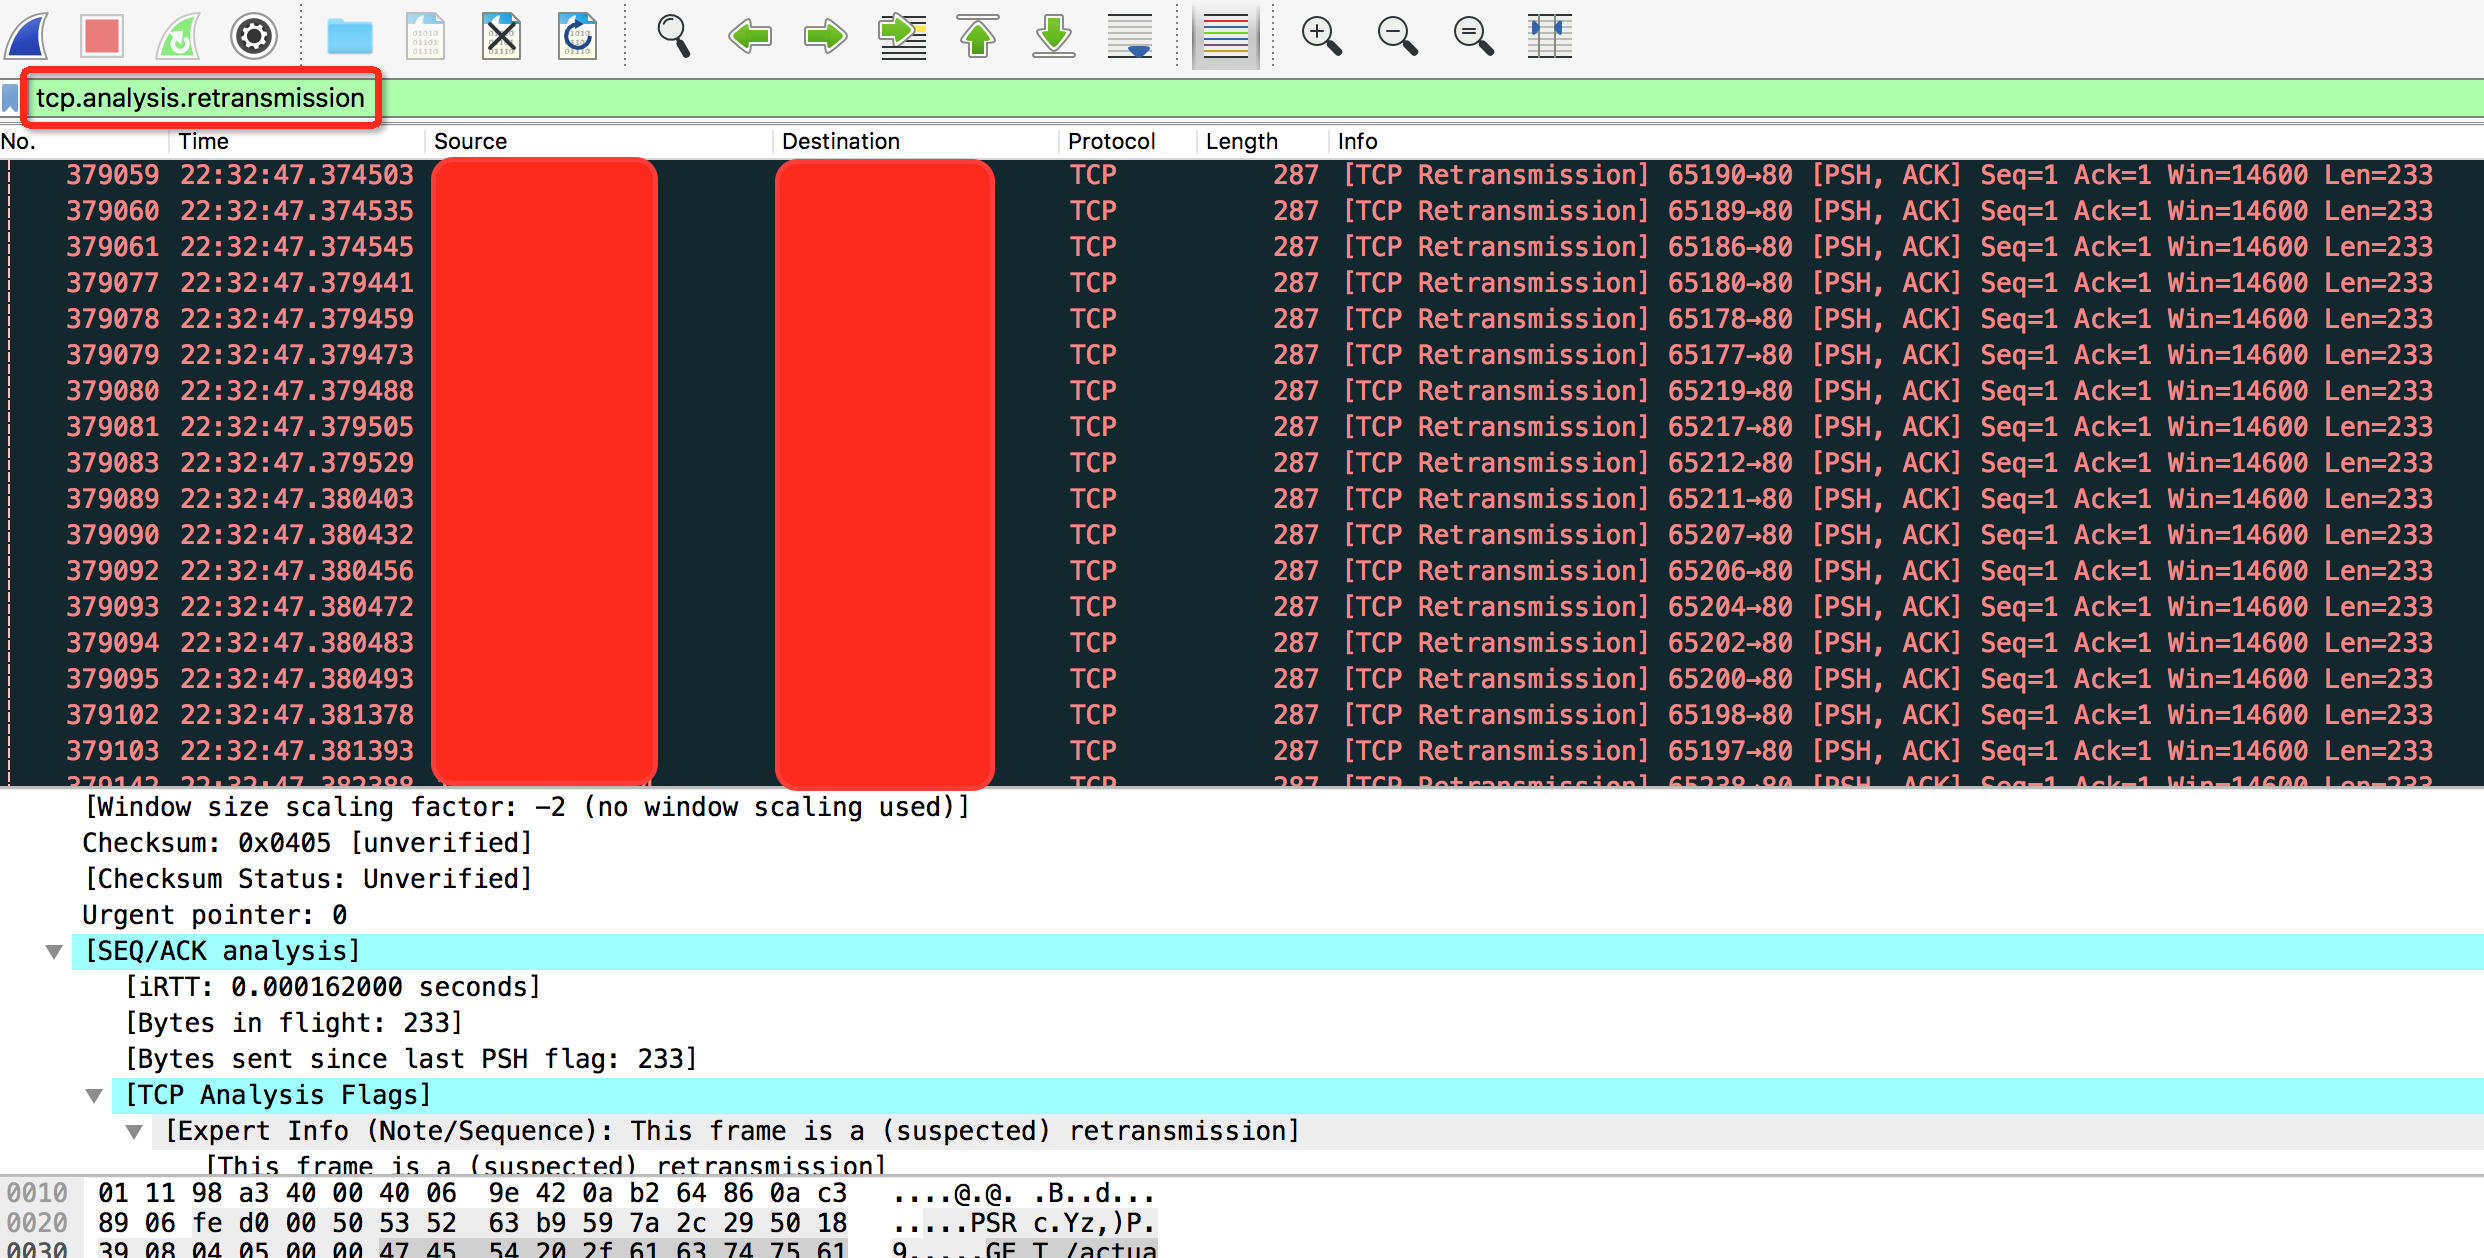 tcp.analysis.retransmission
No. Time Source Destination Protocol Length Info
379059 22:32:47.374503 TCP 287 [TCP Retransmission] 65190→80 [PSH, ACK] Seq=1 Ack=1 Win=14600 Len=233
379060 22:32:47.374535 TCP 287 [TCP Retransmission] 65189→80 [PSH, ACK] Seq=1 Ack=1 Win=14600 Len=233
379061 22:32:47.374545 TCP 287 [TCP Retransmission] 65186→80 [PSH, ACK] Seq=1 Ack=1 Win=14600 Len=233
379077 22:32:47.379441 TCP 287 [TCP Retransmission] 65180→80 [PSH, ACK] Seq=1 Ack=1 Win=14600 Len=233
379078 22:32:47.379459 TCP 287 [TCP Retransmission] 65178→80 [PSH, ACK] Seq=1 Ack=1 Win=14600 Len=233
379079 22:32:47.379473 TCP 287 [TCP Retransmission] 65177→80 [PSH, ACK] Seq=1 Ack=1 Win=14600 Len=233
379080 22:32:47.379488 TCP 287 [TCP Retransmission] 65219→80 [PSH, ACK] Seq=1 Ack=1 Win=14600 Len=233
379081 22:32:47.379505 TCP 287 [TCP Retransmission] 65217→80 [PSH, ACK] Seq=1 Ack=1 Win=14600 Len=233
379083 22:32:47.379529 TCP 287 [TCP Retransmission] 65212→80 [PSH, ACK] Seq=1 Ack=1 Win=14600 Len=233
379089 22:32:47.380403 TCP 287 [TCP Retransmission] 65211→80 [PSH, ACK] Seq=1 Ack=1 Win=14600 Len=233
379090 22:32:47.380432 TCP 287 [TCP Retransmission] 65207→80 [PSH, ACK] Seq=1 Ack=1 Win=14600 Len=233
379092 22:32:47.380456 TCP 287 [TCP Retransmission] 65206→80 [PSH, ACK] Seq=1 Ack=1 Win=14600 Len=233
379093 22:32:47.380472 TCP 287 [TCP Retransmission] 65204→80 [PSH, ACK] Seq=1 Ack=1 Win=14600 Len=233
379094 22:32:47.380483 TCP 287 [TCP Retransmission] 65202→80 [PSH, ACK] Seq=1 Ack=1 Win=14600 Len=233
379095 22:32:47.380493 TCP 287 [TCP Retransmission] 65200→80 [PSH, ACK] Seq=1 Ack=1 Win=14600 Len=233
379102 22:32:47.381378 TCP 287 [TCP Retransmission] 65198→80 [PSH, ACK] Seq=1 Ack=1 Win=14600 Len=233
379103 22:32:47.381393 TCP 287 [TCP Retransmission] 65197→80 [PSH, ACK] Seq=1 Ack=1 Win=14600 Len=233
379142 22:32:47.382388 TCP 287 [TCP Retransmission] 65238→80 [PSH, ACK] Seq=1 Ack=1 Win=14600 Len=233
[Window size scaling factor: -2 (no window scaling used)]
Checksum: 0x0405 [unverified]
[Checksum Status: Unverified]
Urgent pointer: 0
[SEQ/ACK analysis]
[iRTT: 0.000162000 seconds]
[Bytes in flight: 233]
[Bytes sent since last PSH flag: 233]
[TCP Analysis Flags]
[Expert Info (Note/Sequence): This frame is a (suspected) retransmission]
[This frame is a (suspected) retransmission]
0010 01 11 98 a3 40 00 40 06 9e 42 0a b2 64 86 0a c3 ....@.@. .B..d...
0020 89 06 fe d0 00 50 53 52 63 b9 59 7a 2c 29 50 18 .....PSR c.Yz,)P.
0030 39 08 04 05 00 00 47 45 54 20 2f 61 63 74 75 61 9.....GE T /actua